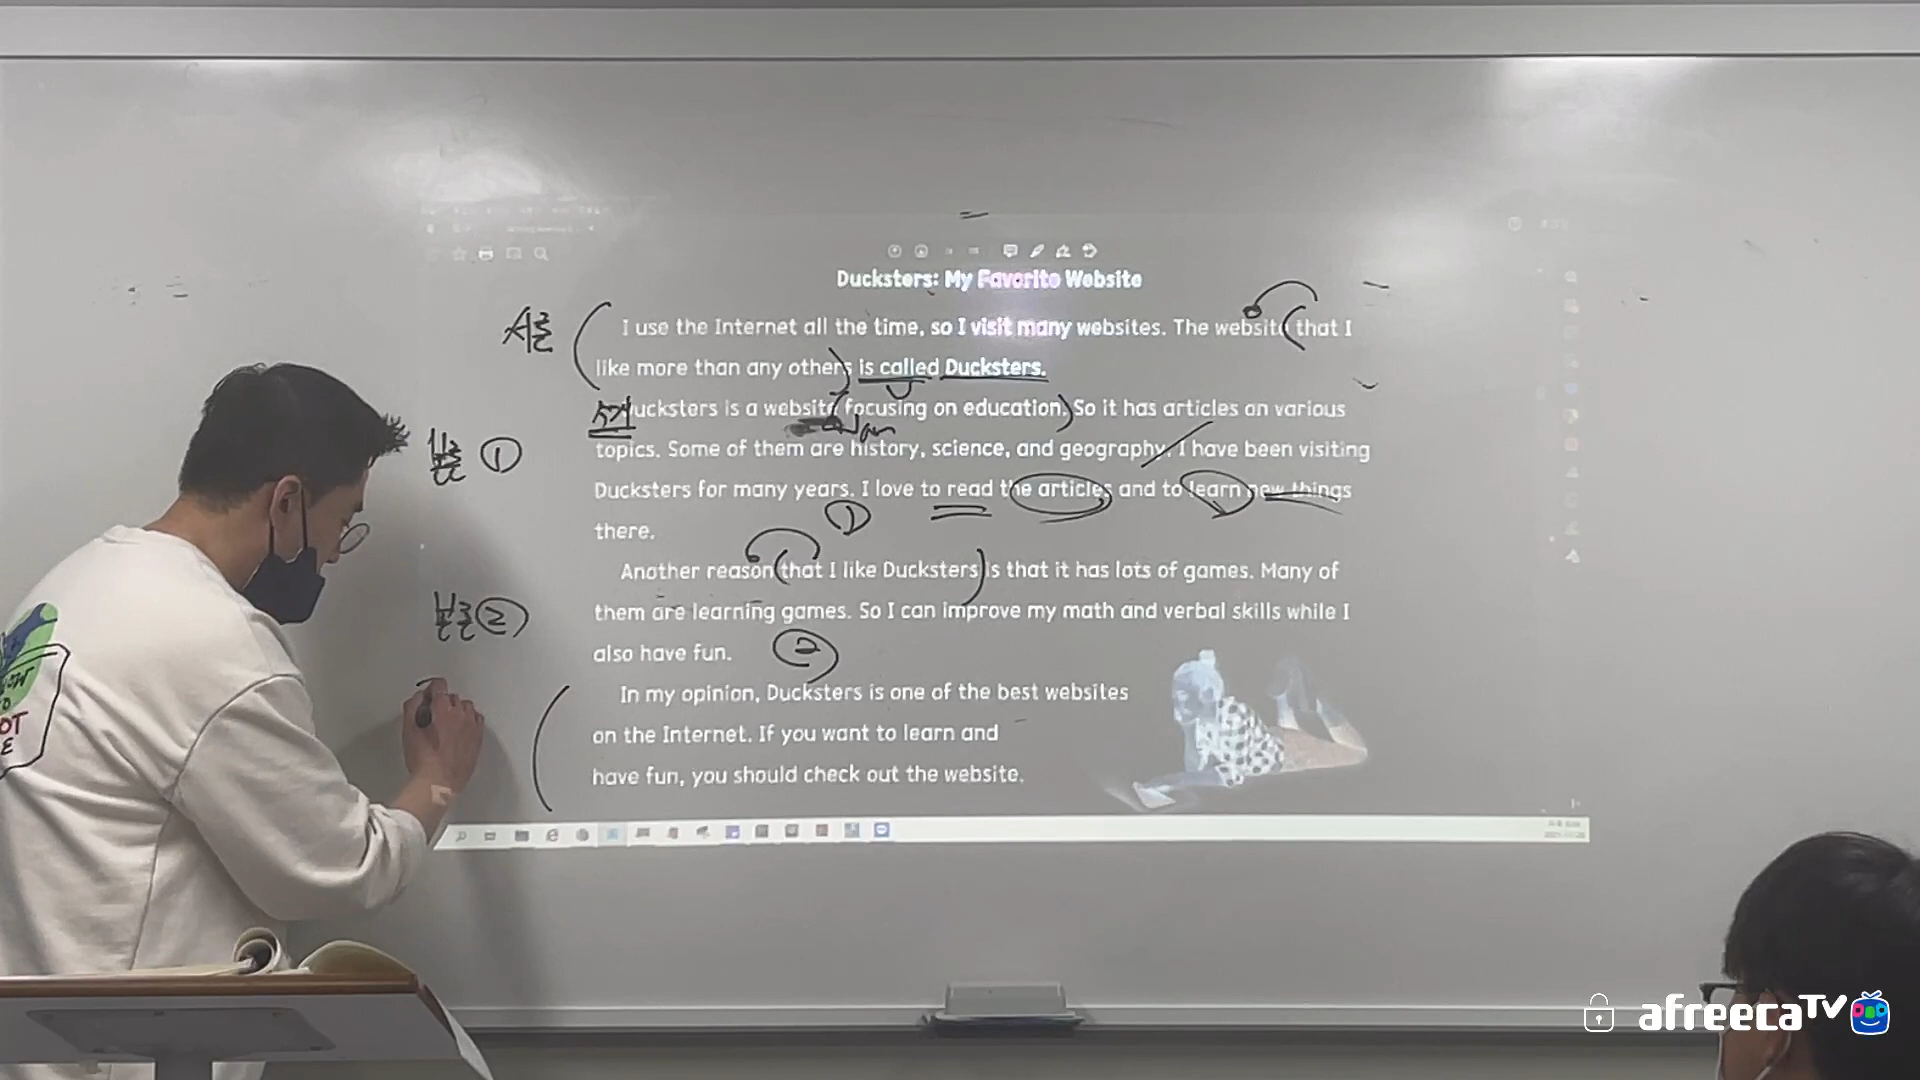 Ducksters: My Favorite Website
서론
I use the Internet all the time, so I visit many websites. The website that I
like more than any others is called Ducksters.
Ducksters is a website focusing on education. So it has articles on various
topics. Some of them are history, science, and geography. I have been visiting
본론 ①
Ducksters for many years. I love to read the articles and to learn new things
①
there.
Another reason that I like Ducksters is that it has lots of games. Many of
본론 ②
them are learning games. So I can improve my math and verbal skills while I
also have fun.
②
In my opinion, Ducksters is one of the best websites
on the Internet. If you want to learn and
have fun, you should check out the website.
afreecaTV